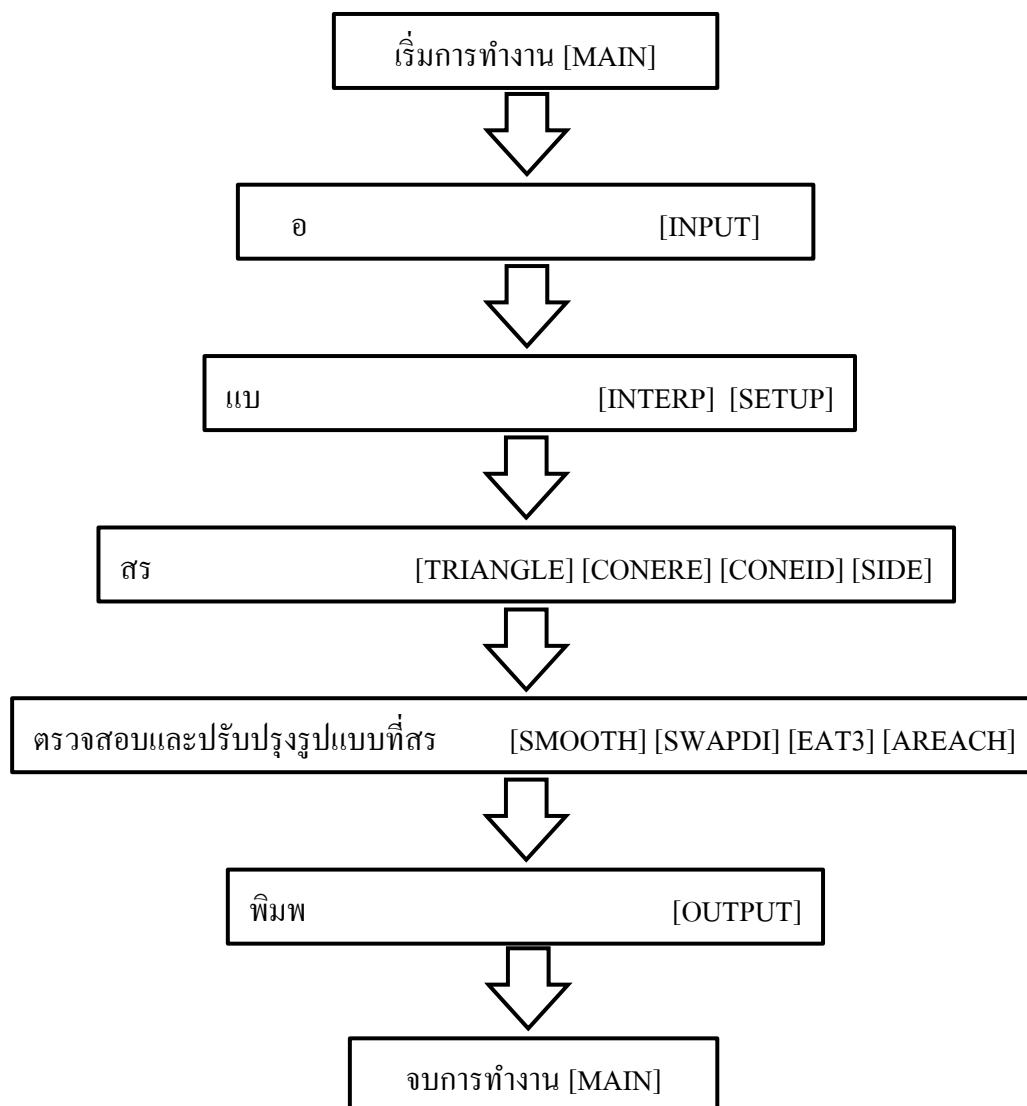 เริ่มการทำงาน [MAIN]
อ [INPUT]
แบ [INTERP] [SETUP]
สร [TRIANGLE] [CONERE] [CONEID] [SIDE]
ตรวจสอบและปรับปรุงรูปแบบที่สร [SMOOTH] [SWAPDI] [EAT3] [AREACH]
พิมพ [OUTPUT]
จบการทำงาน [MAIN]